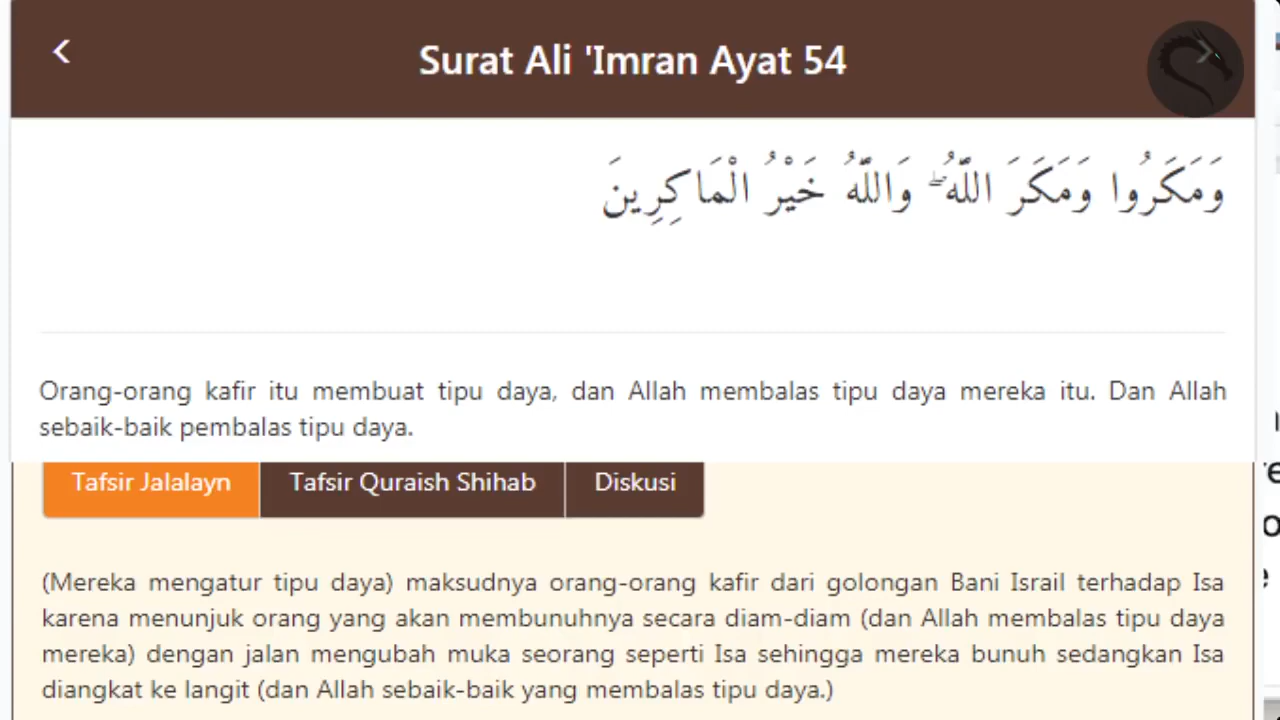 Surat Ali 'Imran Ayat 54
وَمَكَرُوا وَمَكَرَ اللَّهُ ۖ وَاللَّهُ خَيْرُ الْمَاكِرِينَ
Orang-orang kafir itu membuat tipu daya, dan Allah membalas tipu daya mereka itu. Dan Allah
sebaik-baik pembalas tipu daya.
Tafsir Jalalayn Tafsir Quraish Shihab Diskusi
(Mereka mengatur tipu daya) maksudnya orang-orang kafir dari golongan Bani Israil terhadap Isa
karena menunjuk orang yang akan membunuhnya secara diam-diam (dan Allah membalas tipu daya
mereka) dengan jalan mengubah muka seorang seperti Isa sehingga mereka bunuh sedangkan Isa
diangkat ke langit (dan Allah sebaik-baik yang membalas tipu daya.)